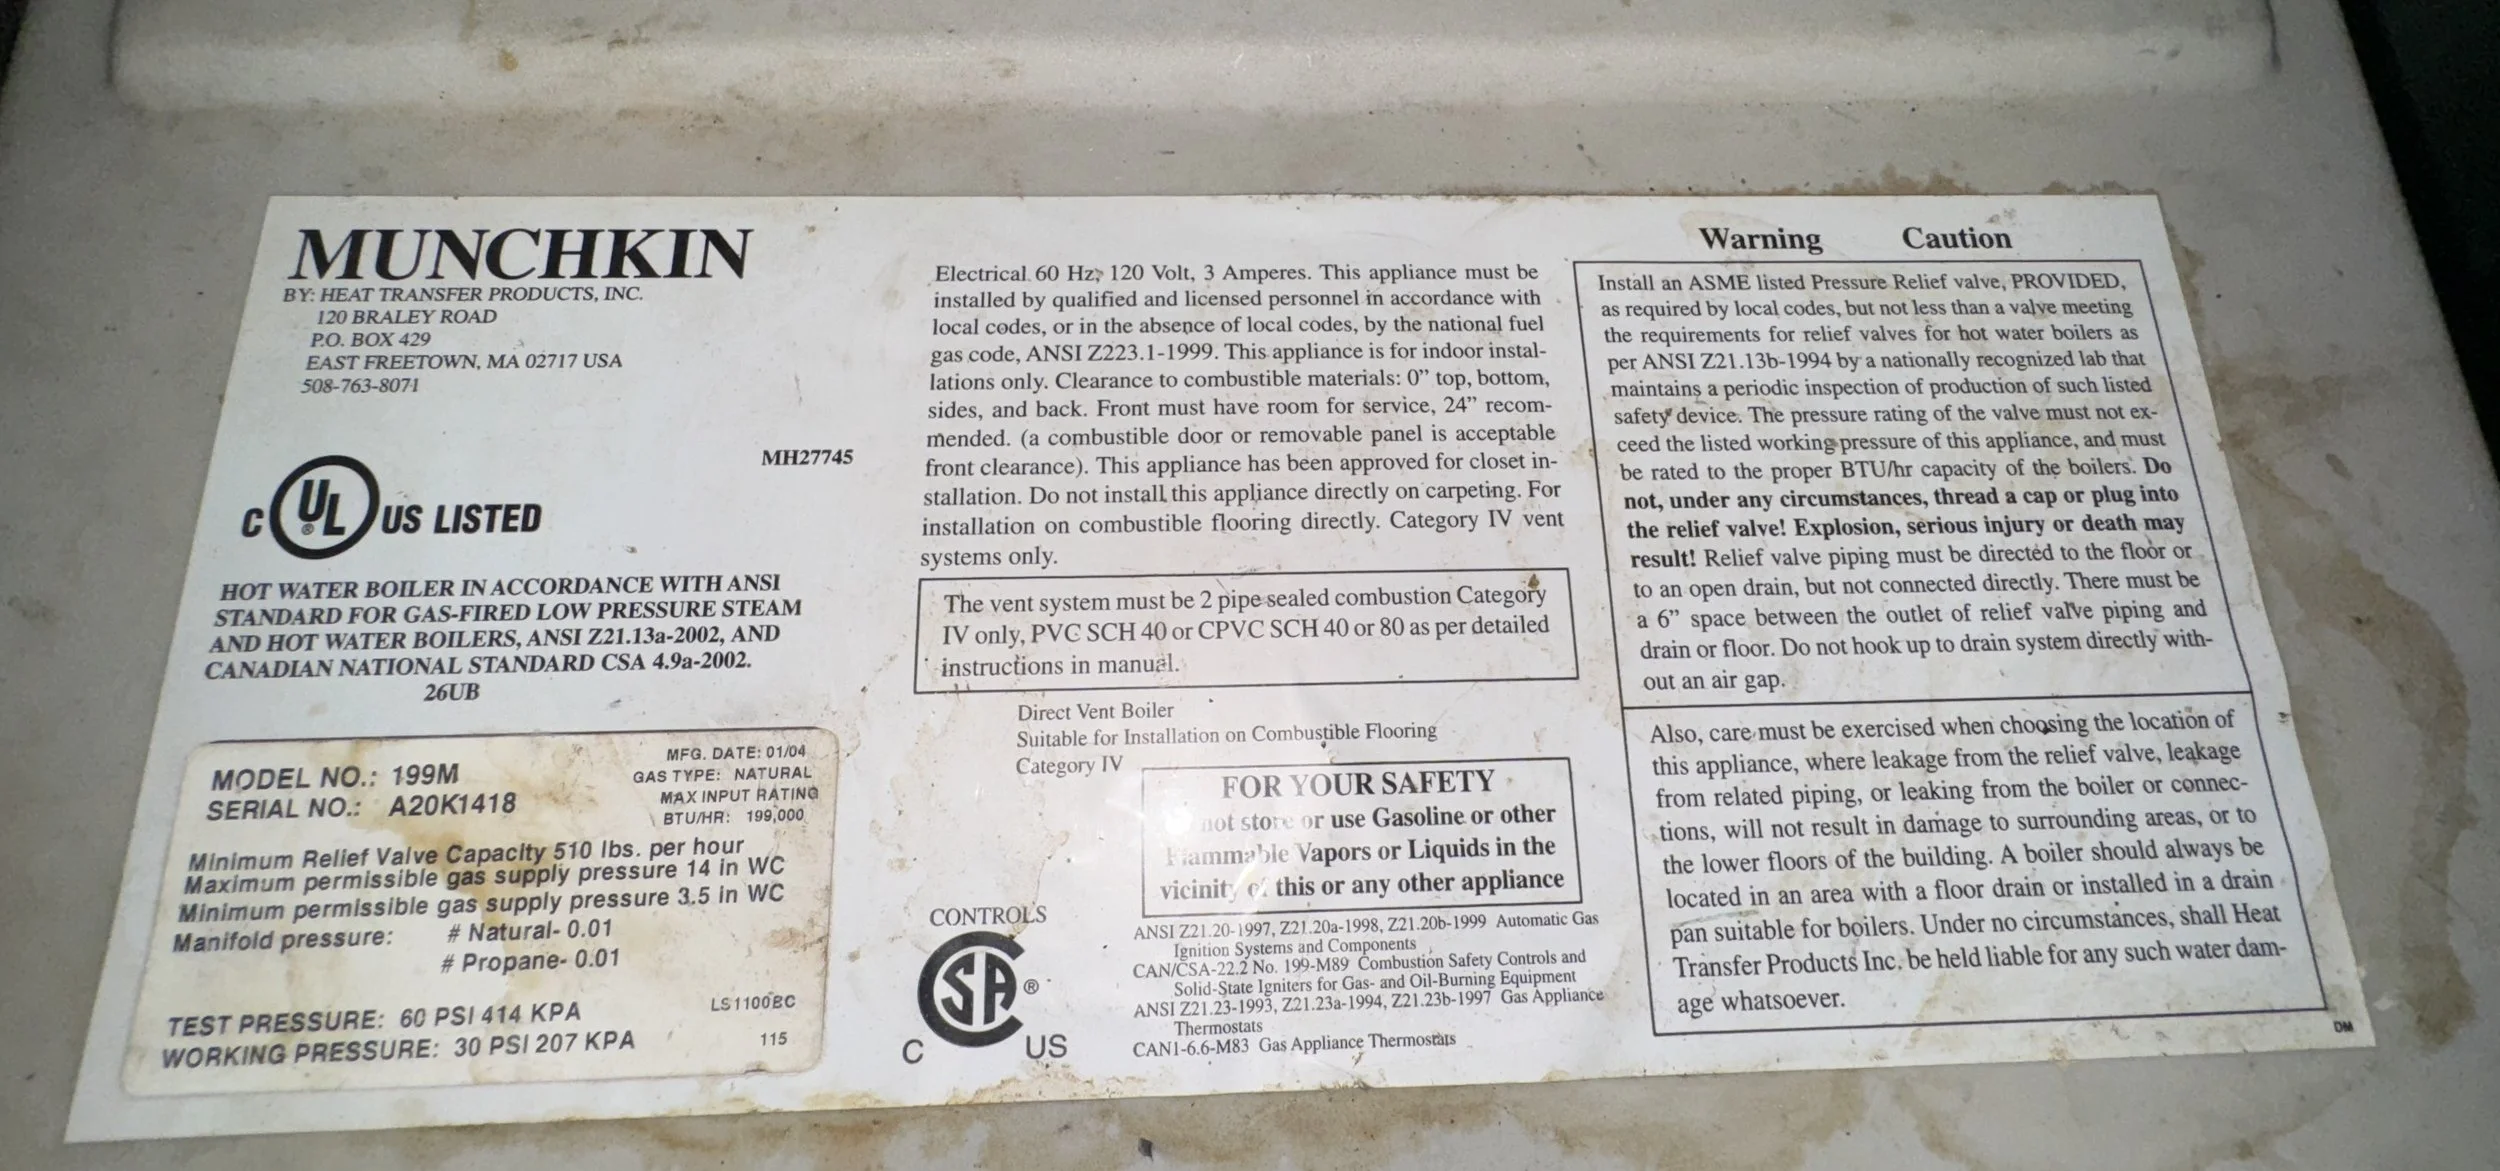 MUNCHKIN
BY: HEAT TRANSFER PRODUCTS, INC.
120 BRALEY ROAD
P.O. BOX 429
EAST FREETOWN, MA 02717 USA
508-763-8071
MH27745
C UL ® US LISTED
HOT WATER BOILER IN ACCORDANCE WITH ANSI
STANDARD FOR GAS-FIRED LOW PRESSURE STEAM
AND HOT WATER BOILERS, ANSI Z21.13a-2002, AND
CANADIAN NATIONAL STANDARD CSA 4.9a-2002.
26UB
MODEL NO.: 199M
SERIAL NO.: A20K1418
MFG. DATE: 01/04
GAS TYPE: NATURAL
MAX INPUT RATING
BTU/HR: 199,000
Minimum Relief Valve Capacity 510 lbs. per hour
Maximum permissible gas supply pressure 14 in WC
Minimum permissible gas supply pressure 3.5 in WC
Manifold pressure: # Natural- 0.01
# Propane- 0.01
LS1100BC
TEST PRESSURE: 60 PSI 414 KPA
WORKING PRESSURE: 30 PSI 207 KPA
115
Electrical 60 Hz, 120 Volt, 3 Amperes. This appliance must be
installed by qualified and licensed personnel in accordance with
local codes, or in the absence of local codes, by the national fuel
gas code, ANSI Z223.1-1999. This appliance is for indoor instal-
lations only. Clearance to combustible materials: 0” top, bottom,
sides, and back. Front must have room for service, 24” recom-
mended. (a combustible door or removable panel is acceptable
front clearance). This appliance has been approved for closet in-
stallation. Do not install this appliance directly on carpeting. For
installation on combustible flooring directly. Category IV vent
systems only.
The vent system must be 2 pipe sealed combustion Category
IV only, PVC SCH 40 or CPVC SCH 40 or 80 as per detailed
instructions in manual.
Direct Vent Boiler
Suitable for Installation on Combustible Flooring
Category IV
FOR YOUR SAFETY
not store or use Gasoline or other
Flammable Vapors or Liquids in the
vicinity of this or any other appliance
CONTROLS
C SA ® US
ANSI Z21.20-1997, Z21.20a-1998, Z21.20b-1999 Automatic Gas
Ignition Systems and Components
CAN/CSA-22.2 No. 199-M89 Combustion Safety Controls and
Solid-State Igniters for Gas- and Oil-Burning Equipment
ANSI Z21.23-1993, Z21.23a-1994, Z21.23b-1997 Gas Appliance
Thermostats
CAN1-6.6-M83 Gas Appliance Thermostats
Warning Caution
Install an ASME listed Pressure Relief valve, PROVIDED,
as required by local codes, but not less than a valve meeting
the requirements for relief valves for hot water boilers as
per ANSI Z21.13b-1994 by a nationally recognized lab that
maintains a periodic inspection of production of such listed
safety device. The pressure rating of the valve must not ex-
ceed the listed working pressure of this appliance, and must
be rated to the proper BTU/hr capacity of the boilers. Do
not, under any circumstances, thread a cap or plug into
the relief valve! Explosion, serious injury or death may
result! Relief valve piping must be directed to the floor or
to an open drain, but not connected directly. There must be
a 6” space between the outlet of relief valve piping and
drain or floor. Do not hook up to drain system directly with-
out an air gap.
Also, care must be exercised when choosing the location of
this appliance, where leakage from the relief valve, leakage
from related piping, or leaking from the boiler or connec-
tions, will not result in damage to surrounding areas, or to
the lower floors of the building. A boiler should always be
located in an area with a floor drain or installed in a drain
pan suitable for boilers. Under no circumstances, shall Heat
Transfer Products Inc. be held liable for any such water dam-
age whatsoever.
DM